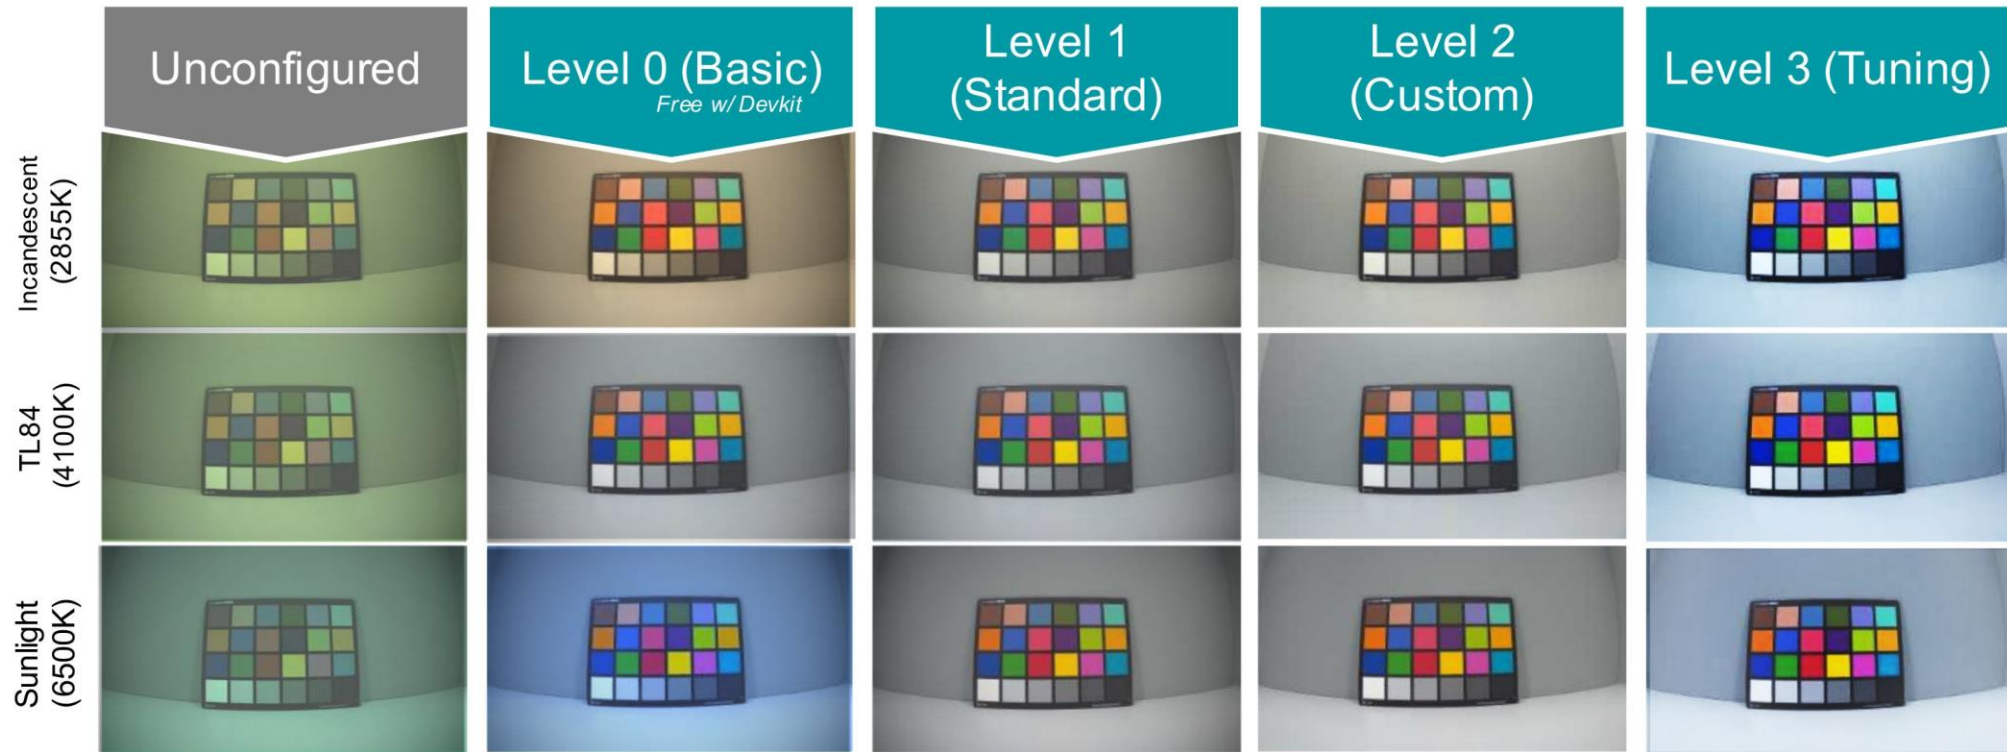 Unconfigured
Level 0 (Basic)
Free w/ Devkit
Level 1
(Standard)
Level 2
(Custom)
Level 3 (Tuning)
Incandescent
(2855K)
TL84
(4100K)
Sunlight
(6500K)